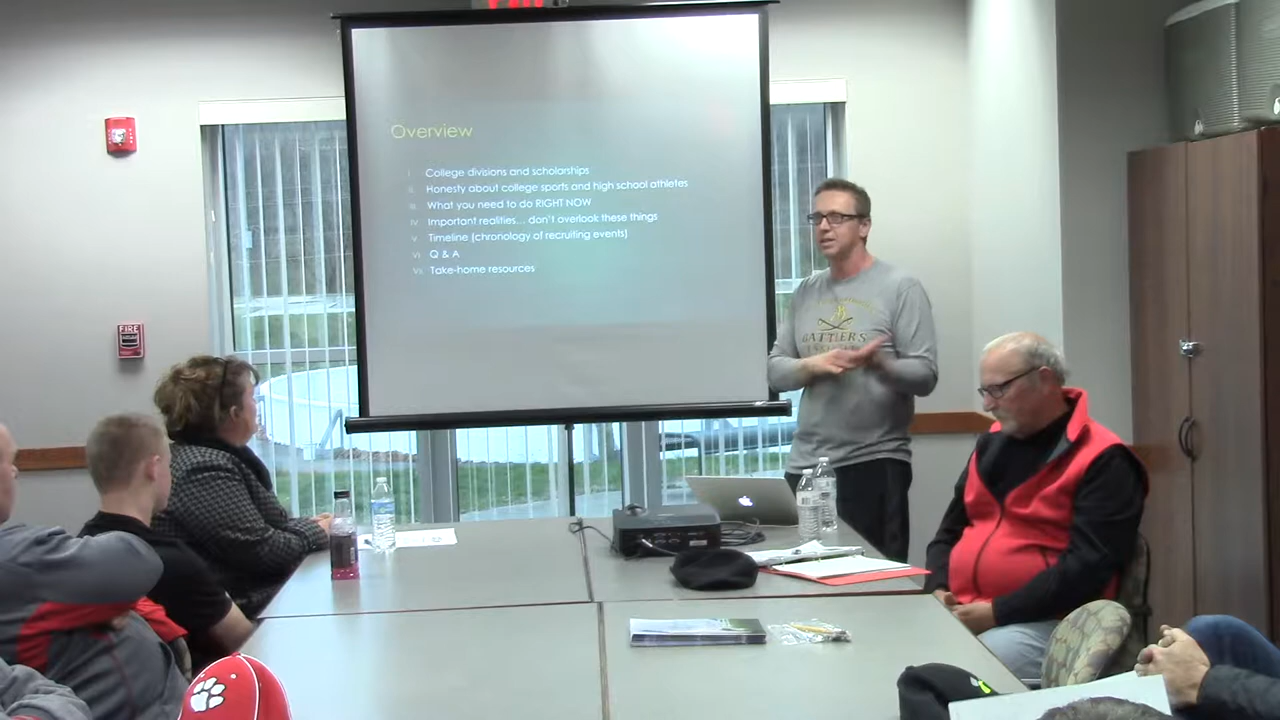 Overview
I. College divisions and scholarships
II. Honesty about college sports and high school athletes
III. What you need to do RIGHT NOW
IV. Important realities... don't overlook these things
V. Timeline (chronology of recruiting events)
VI. Q & A
VII. Take-home resources
BATTLERS
FIRE